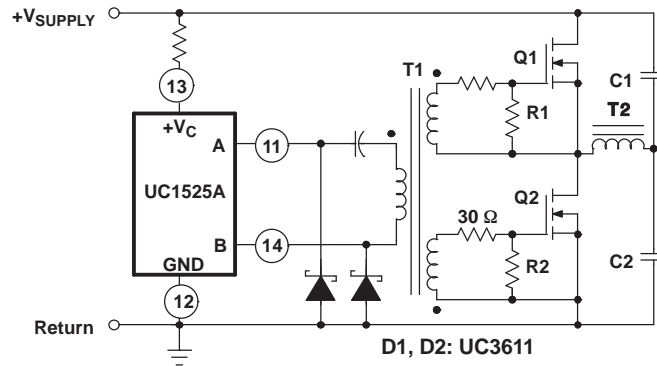 +VSUPPLY
13
+VC
A
11
UC1525A
B
14
GND
12
Return
T1
Q1
R1
C1
T2
Q2
30 Ω
R2
C2
D1, D2: UC3611